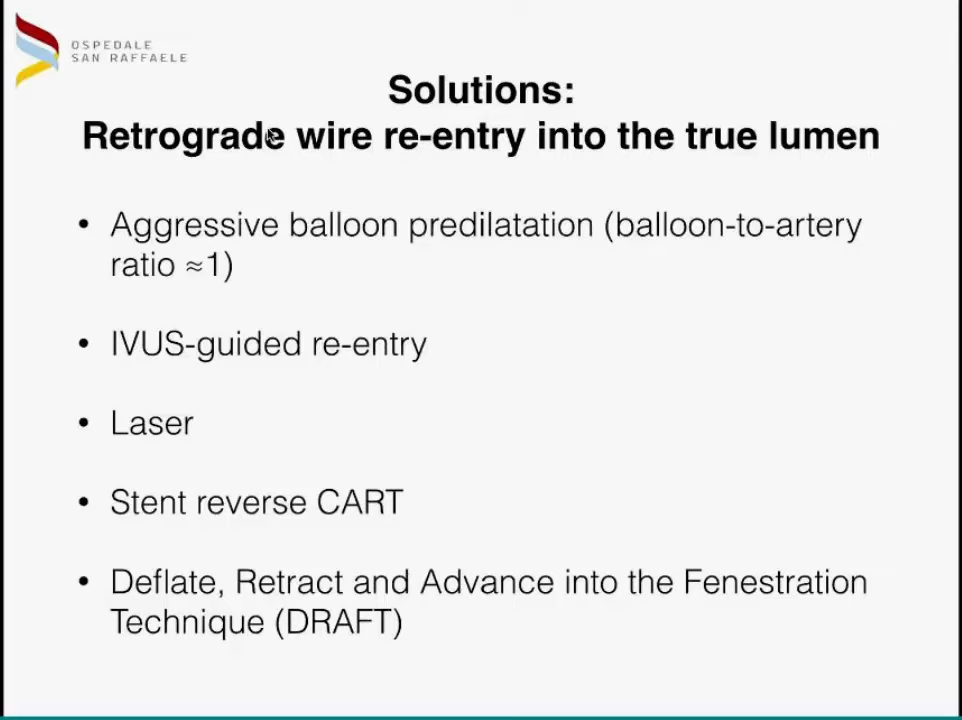 OSPEDALE
SAN RAFFAELE
Solutions:
Retrograde wire re-entry into the true lumen
• Aggressive balloon predilatation (balloon-to-artery
ratio ≈1)
• IVUS-guided re-entry
• Laser
• Stent reverse CART
• Deflate, Retract and Advance into the Fenestration
Technique (DRAFT)